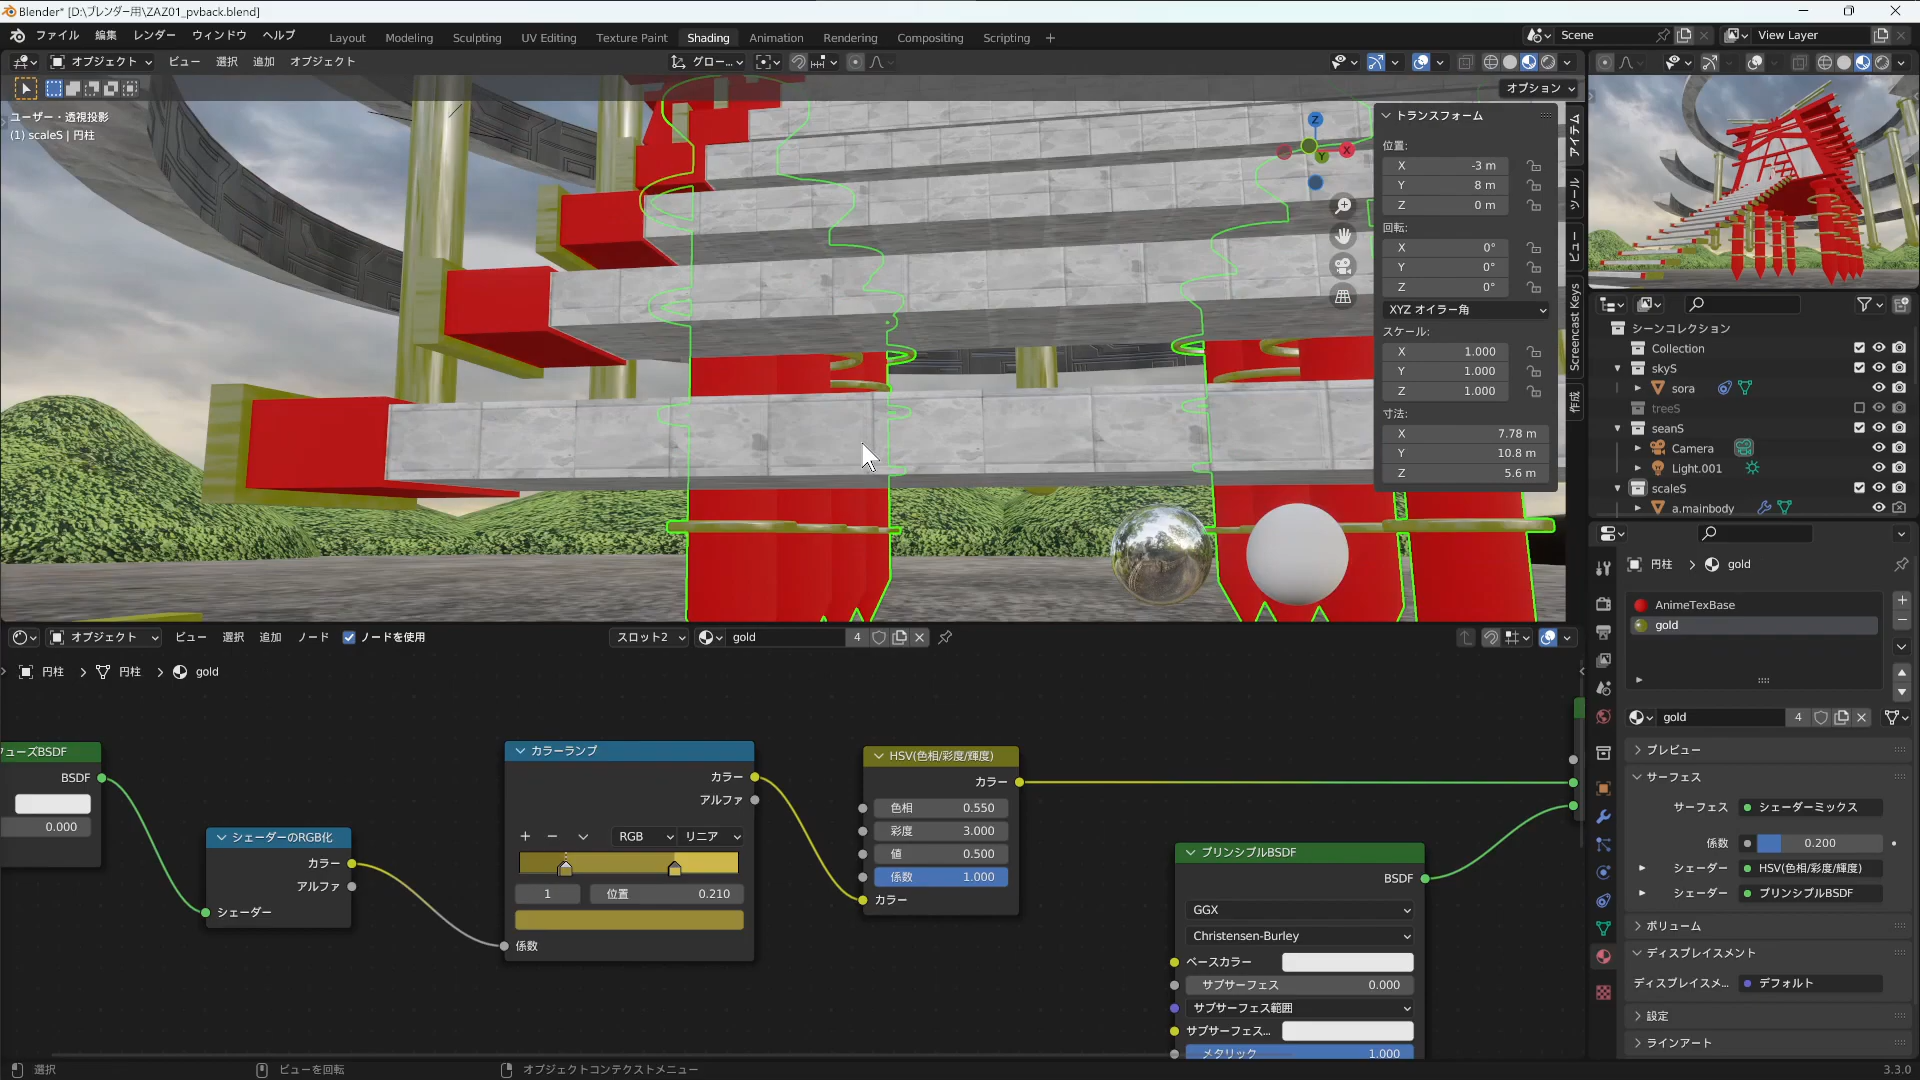 Blender* [D:\ブレンダー用\ZAZ01_pvback.blend]
ファイル 編集 レンダー ウィンドウ ヘルプ Layout Modeling Sculpting UV Editing Texture Paint Shading Animation Rendering Compositing Scripting + Scene View Layer
オブジェクト ビュー 選択 追加 オブジェクト グロー...
オプション
ユーザー・透視投影
(1) scaleS | 円柱
Z
X
Y
トランスフォーム
位置:
X -3 m
Y 8 m
Z 0 m
回転:
X 0°
Y 0°
Z 0°
XYZ オイラー角
スケール:
X 1.000
Y 1.000
Z 1.000
寸法:
X 7.78 m
Y 10.8 m
Z 5.6 m
アイテム
ツール
ビュー
Screencast Keys
作成
シーンコレクション
Collection
skyS
sora
treeS
seanS
Camera
Light.001
scaleS
a.mainbody
円柱 > gold
AnimeTexBase
gold
gold 4
プレビュー
サーフェス
サーフェス シェーダーミックス
係数 0.200
シェーダー HSV(色相/彩度/輝度)
シェーダー プリンシプルBSDF
ボリューム
ディスプレイスメント
ディスプレイスメ... デフォルト
設定
ラインアート
オブジェクト ビュー 選択 追加 ノード ノードを使用 スロット2 gold 4
円柱 > 円柱 > gold
フューズBSDF
BSDF
0.000
シェーダーのRGB化
カラー
アルファ
シェーダー
カラーランプ
カラー
アルファ
+ − RGB リニア
1 位置 0.210
係数
HSV(色相/彩度/輝度)
カラー
色相 0.550
彩度 3.000
値 0.500
係数 1.000
カラー
プリンシプルBSDF
BSDF
GGX
Christensen-Burley
ベースカラー
サブサーフェス 0.000
サブサーフェス範囲
サブサーフェス...
メタリック 1.000
選択 ビューを回転 オブジェクトコンテクストメニュー 3.3.0